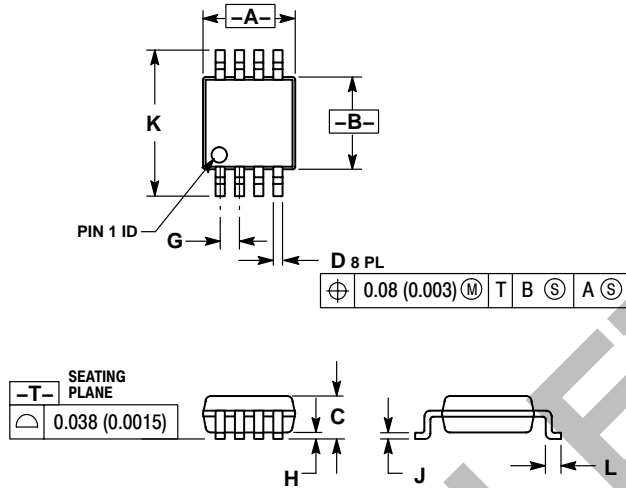 –A–
K
–B–
PIN 1 ID
G
D 8 PL
⌖ 0.08 (0.003) Ⓜ T B Ⓢ A Ⓢ
–T– SEATING PLANE
⌓ 0.038 (0.0015)
C
H
J
L